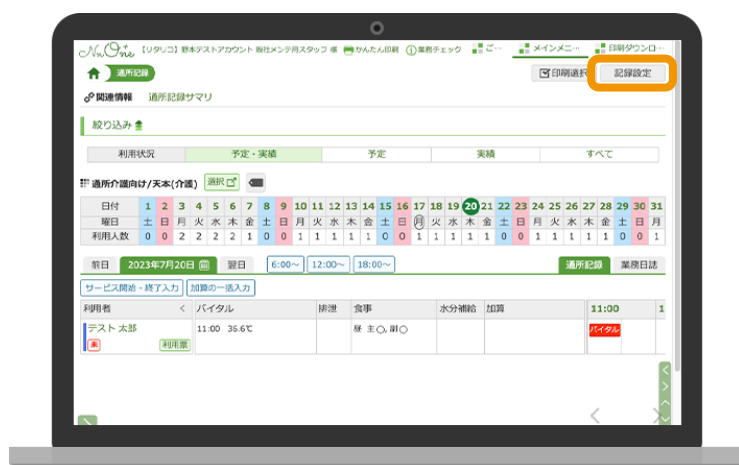 NuOne 【リタリコ】 野本テストアカウント 販社メンテ用スタッフ 様 かんたん印刷 業務チェック ご… メインメニ… 印刷ダウンロ…
通所記録 印刷選択 記録設定
関連情報 通所記録サマリ
絞り込み
利用状況 予定・実績 予定 実績 すべて
通所介護向け/天本(介護) 選択
日付 1 2 3 4 5 6 7 8 9 10 11 12 13 14 15 16 17 18 19 20 21 22 23 24 25 26 27 28 29 30 31
曜日 土 日 月 火 水 木 金 土 日 月 火 水 木 金 土 日 月 火 水 木 金 土 日 月 火 水 木 金 土 日 月
利用人数 0 0 2 2 2 2 1 0 0 1 1 1 1 1 0 0 1 1 1 1 1 0 0 1 1 1 1 1 0 0 1
前日 2023年7月20日 翌日 6:00～ 12:00～ 18:00～ 通所記録 業務日誌
サービス開始・終了入力 加算の一括入力
利用者 < バイタル 排泄 食事 水分補給 加算 11:00 1
テスト 太郎 11:00 36.6℃ 昼 主○, 副○ バイタル
未 利用票